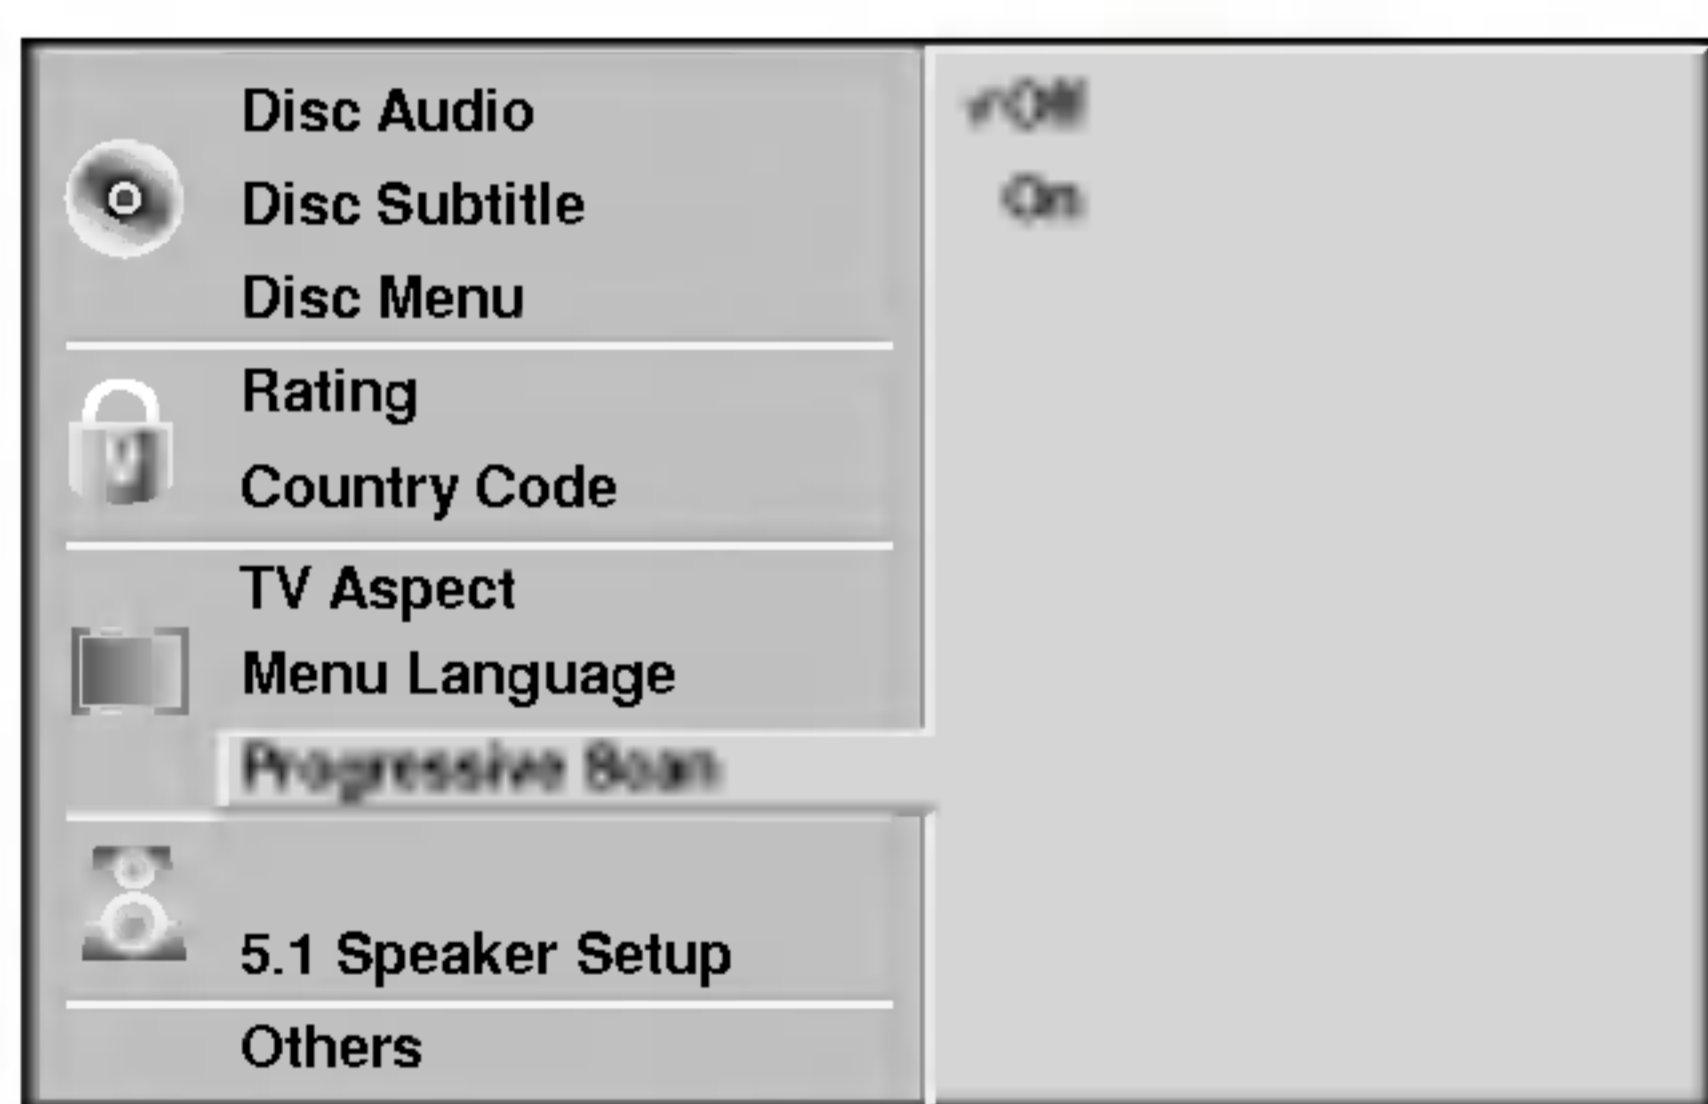 Disc Audio
Disc Subtitle
Disc Menu
Rating
Country Code
TV Aspect
Menu Language
Progressive Scan
5.1 Speaker Setup
Others
✓Off
On